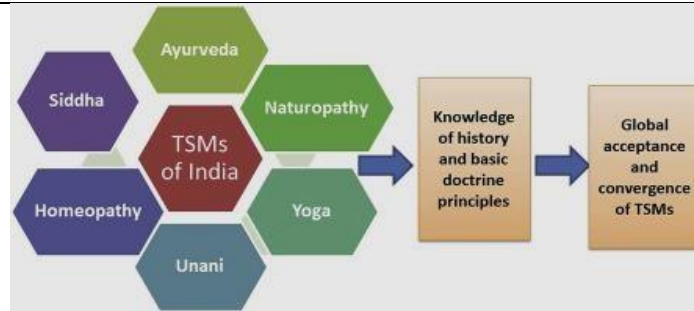 Ayurveda
Siddha
Naturopathy
TSMs
of India
Homeopathy
Yoga
Unani
Knowledge
of history
and basic
doctrine
principles
Global
acceptance
and
convergence
of TSMs